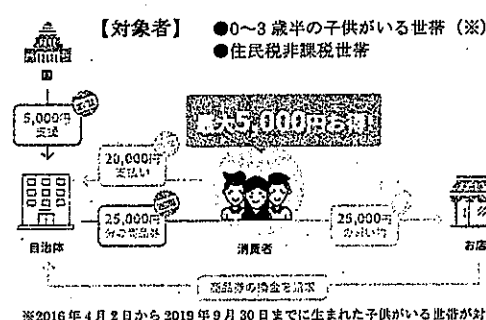 【対象者】 ●0〜3歳半の子供がいる世帯（※）
●住民税非課税世帯
国
最大5,000円お得!
5,000円
支援
20,000円
支払い
25,000円
分の商品券
25,000円
のお買い物
自治体
消費者
お店
商品券の換金を請求
※2016年4月2日から2019年9月30日までに生まれた子供がいる世帯が対